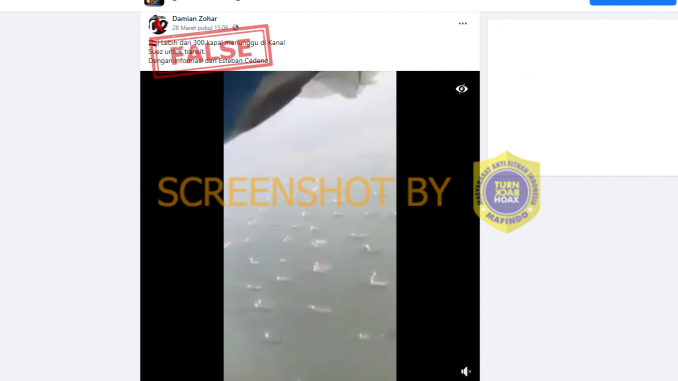 Damian Zohar
28 Maret pukul 15.06
Lebih dari 300 kapal menunggu di Kanal
Suez untuk transit.
Dengan informasi dari Esteban Cedeno
FALSE
SCREENSHOT BY
MASYARAKAT ANTI FITNAH INDONESIA
TURN
BACK
HOAX
MAFINDO